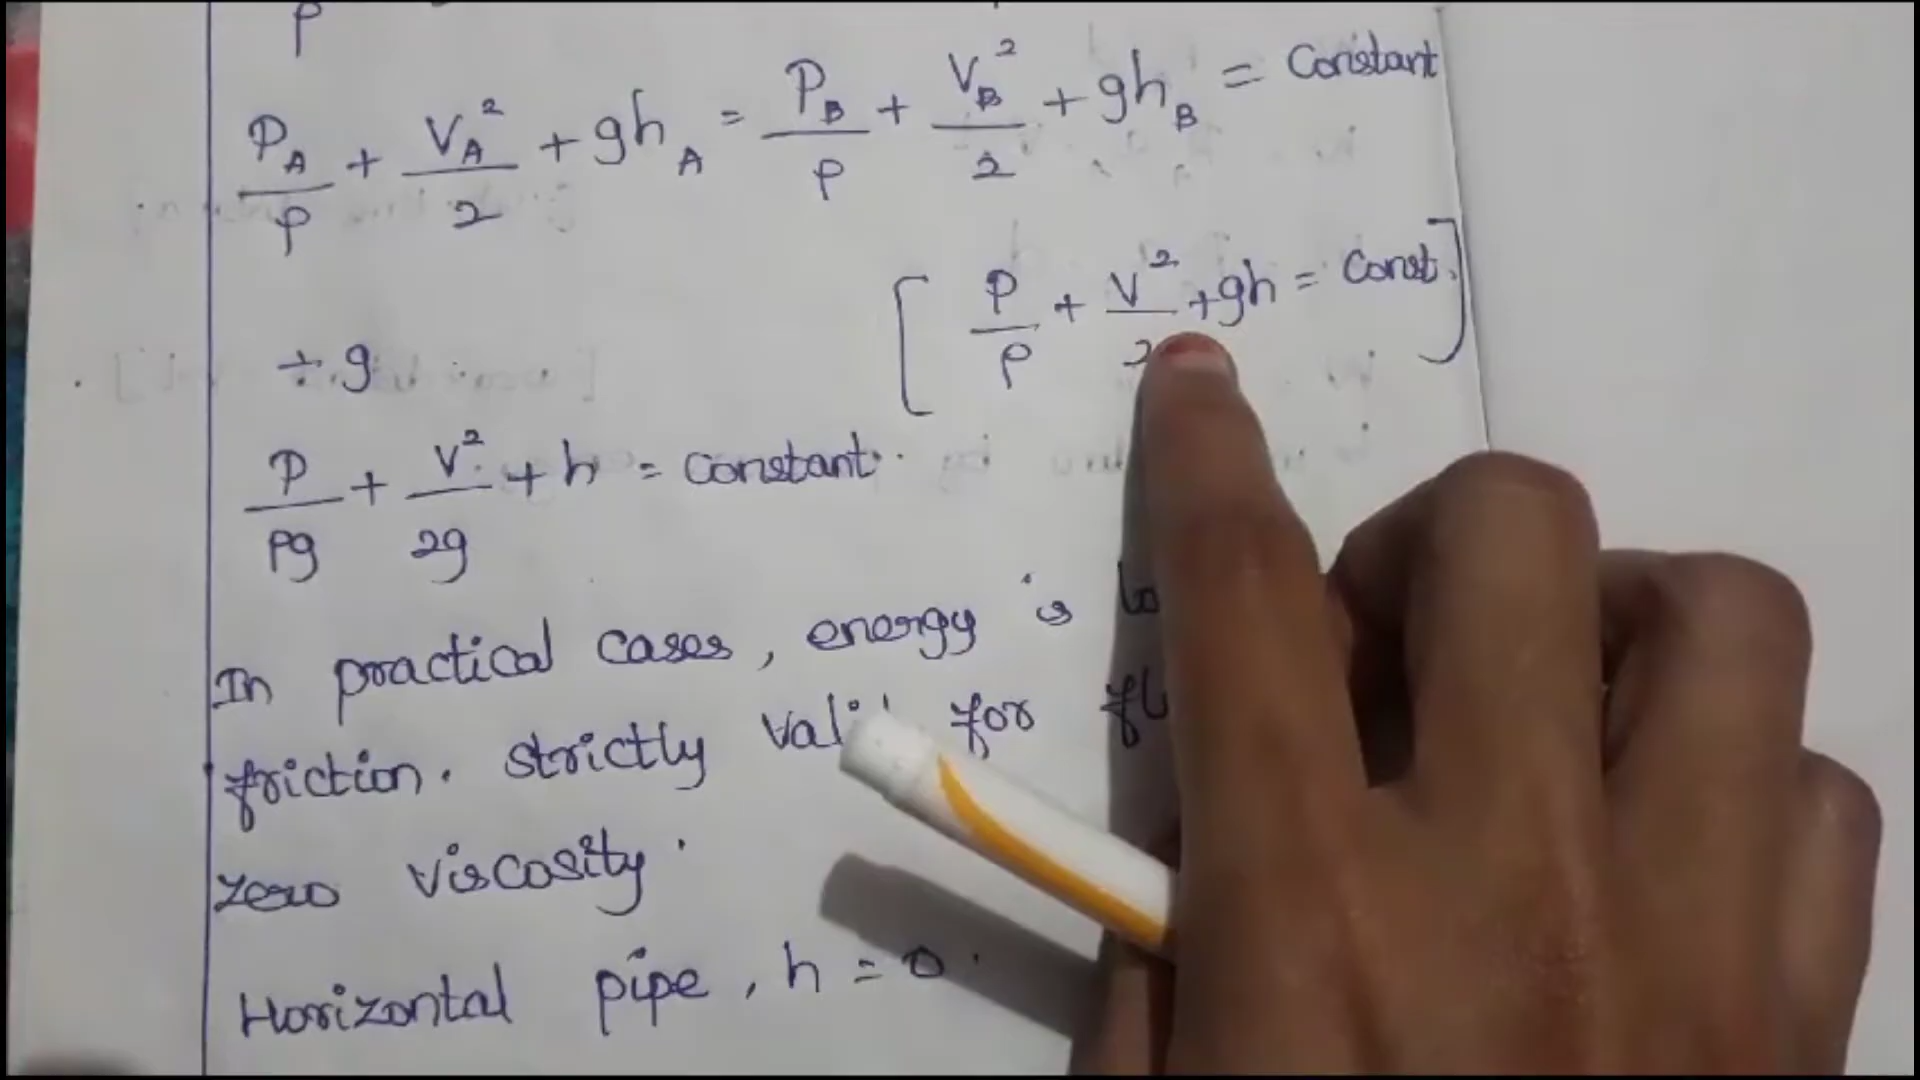 ρ
P_A/ρ + V_A²/2 + gh_A = P_B/ρ + V_B²/2 + gh_B = Constant
[P/ρ + V²/2 + gh = Const.]
÷ g
P/ρg + V²/2g + h = constant.
In practical cases, energy is
friction. strictly for
zero viscosity.
Horizontal pipe, h = 0.